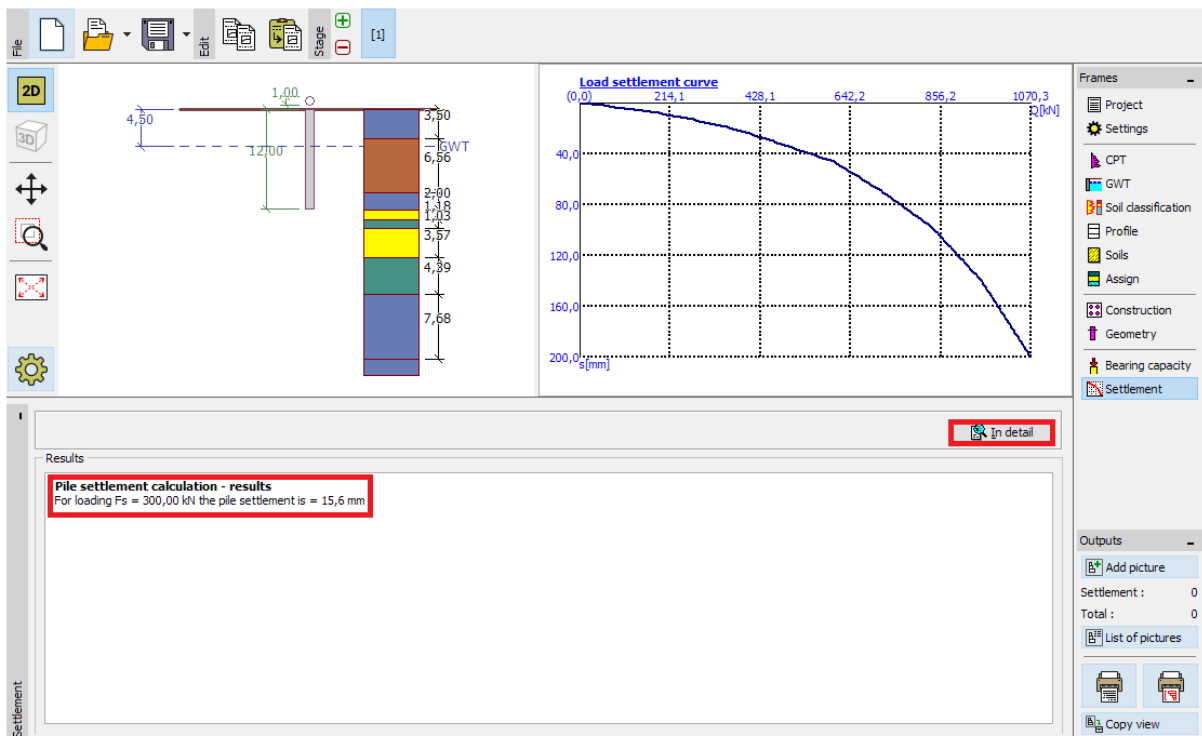 File
Edit
Stage
[1]
2D
3D
1,00
4,50
12,00
GWT
3,50
6,56
2,00
1,18
1,03
3,57
4,39
7,68
Load settlement curve
(0,0) 214,1 428,1 642,2 856,2 1070,3
Q[kN]
40,0
80,0
120,0
160,0
200,0
s[mm]
Frames
Project
Settings
CPT
GWT
Soil classification
Profile
Soils
Assign
Construction
Geometry
Bearing capacity
Settlement
In detail
Results
Pile settlement calculation - results
For loading Fs = 300,00 kN the pile settlement is = 15,6 mm
Settlement
Outputs
Add picture
Settlement : 0
Total : 0
List of pictures
Copy view